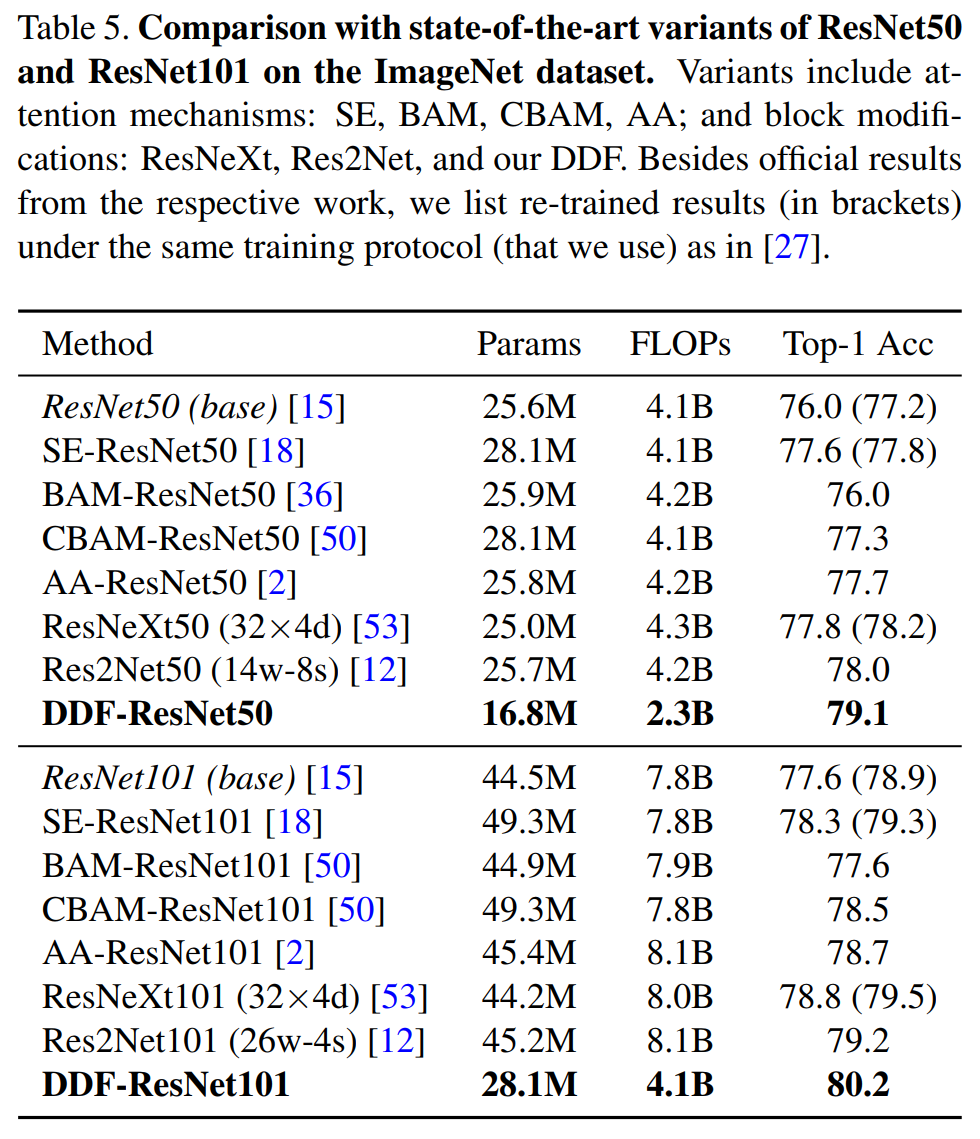 Table 5. Comparison with state-of-the-art variants of ResNet50
and ResNet101 on the ImageNet dataset. Variants include at-
tention mechanisms: SE, BAM, CBAM, AA; and block modifi-
cations: ResNeXt, Res2Net, and our DDF. Besides official results
from the respective work, we list re-trained results (in brackets)
under the same training protocol (that we use) as in [27].
Method Params FLOPs Top-1 Acc
ResNet50 (base) [15] 25.6M 4.1B 76.0 (77.2)
SE-ResNet50 [18] 28.1M 4.1B 77.6 (77.8)
BAM-ResNet50 [36] 25.9M 4.2B 76.0
CBAM-ResNet50 [50] 28.1M 4.1B 77.3
AA-ResNet50 [2] 25.8M 4.2B 77.7
ResNeXt50 (32×4d) [53] 25.0M 4.3B 77.8 (78.2)
Res2Net50 (14w-8s) [12] 25.7M 4.2B 78.0
DDF-ResNet50 16.8M 2.3B 79.1
ResNet101 (base) [15] 44.5M 7.8B 77.6 (78.9)
SE-ResNet101 [18] 49.3M 7.8B 78.3 (79.3)
BAM-ResNet101 [50] 44.9M 7.9B 77.6
CBAM-ResNet101 [50] 49.3M 7.8B 78.5
AA-ResNet101 [2] 45.4M 8.1B 78.7
ResNeXt101 (32×4d) [53] 44.2M 8.0B 78.8 (79.5)
Res2Net101 (26w-4s) [12] 45.2M 8.1B 79.2
DDF-ResNet101 28.1M 4.1B 80.2